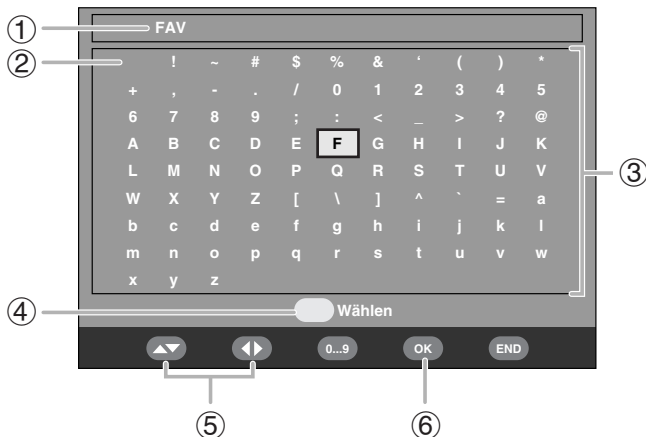 ① FAV
② ! ~ # $ % & ‘ ( ) *
+ , - . / 0 1 2 3 4 5
6 7 8 9 ; : < _ > ? @
A B C D E F G H I J K
L M N O P Q R S T U V
③
W X Y Z [ \ ] ^ ` = a
b c d e f g h i j k l
m n o p q r s t u v w
x y z
④ Wählen
0...9 OK END
⑤ ⑥